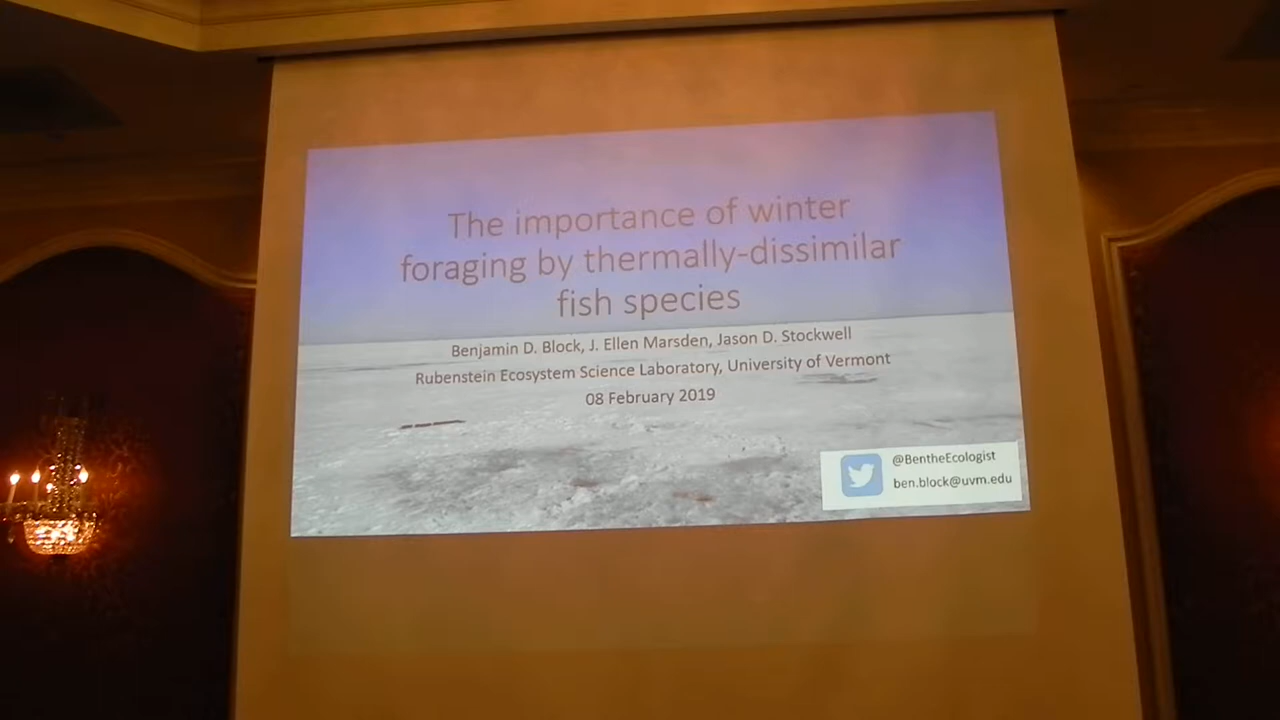 The importance of winter
foraging by thermally-dissimilar
fish species
Benjamin D. Block, J. Ellen Marsden, Jason D. Stockwell
Rubenstein Ecosystem Science Laboratory, University of Vermont
08 February 2019
@BentheEcologist
ben.block@uvm.edu